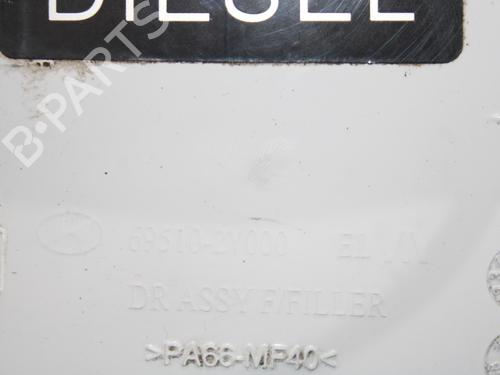 DIESEL
B-PARTS
69510-2V000
DR ASSY F/FILLER
>PA66-MP40<